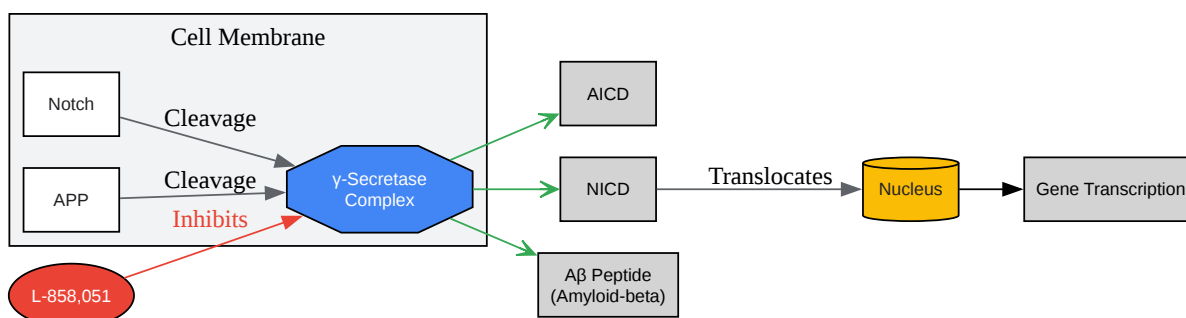 Cell Membrane
Notch
Cleavage
APP
Cleavage
Inhibits
L-858,051
γ-Secretase
Complex
AICD
NICD
Aβ Peptide
(Amyloid-beta)
Translocates
Nucleus
Gene Transcription